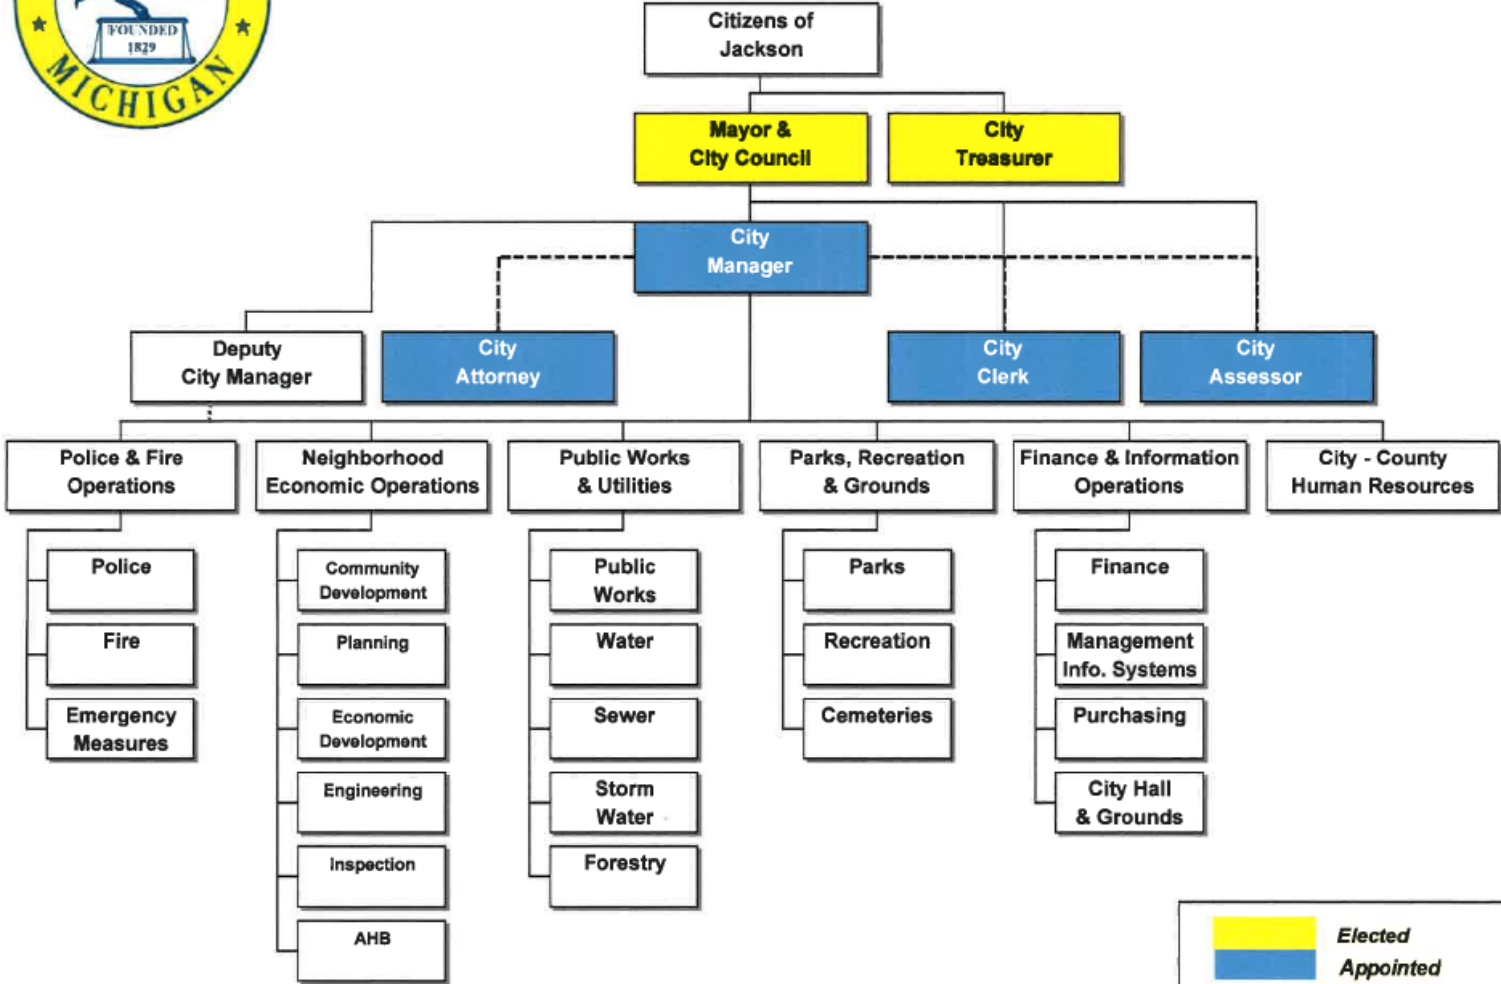 FOUNDED
1829
MICHIGAN
Citizens of
Jackson
Mayor &
City Council
City
Treasurer
City
Manager
Deputy
City Manager
City
Attorney
City
Clerk
City
Assessor
Police & Fire
Operations
Neighborhood
Economic Operations
Public Works
& Utilities
Parks, Recreation
& Grounds
Finance & Information
Operations
City - County
Human Resources
Police
Fire
Emergency
Measures
Community
Development
Planning
Economic
Development
Engineering
Inspection
AHB
Public
Works
Water
Sewer
Storm
Water
Forestry
Parks
Recreation
Cemeteries
Finance
Management
Info. Systems
Purchasing
City Hall
& Grounds
Elected
Appointed